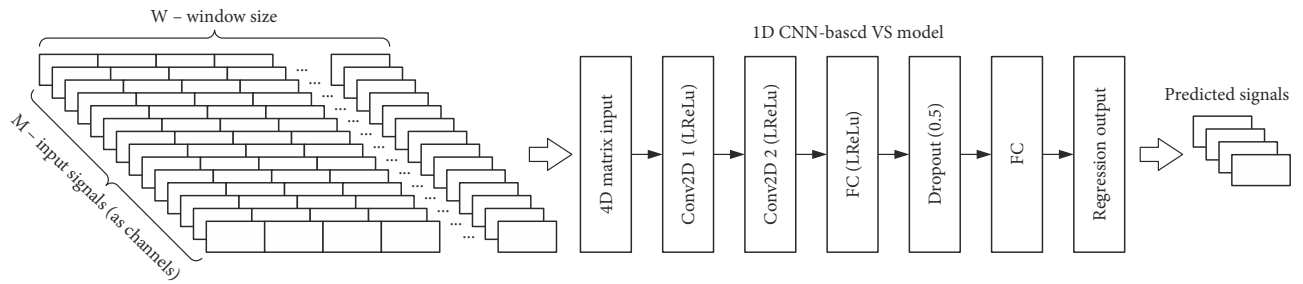 W – window size
M – input signals (as channels)
...
...
...
...
...
...
...
...
...
...
...
...
...
...
1D CNN-bascd VS model
4D matrix input
Conv2D 1 (LReLu)
Conv2D 2 (LReLu)
FC (LReLu)
Dropout (0.5)
FC
Regression output
Predicted signals